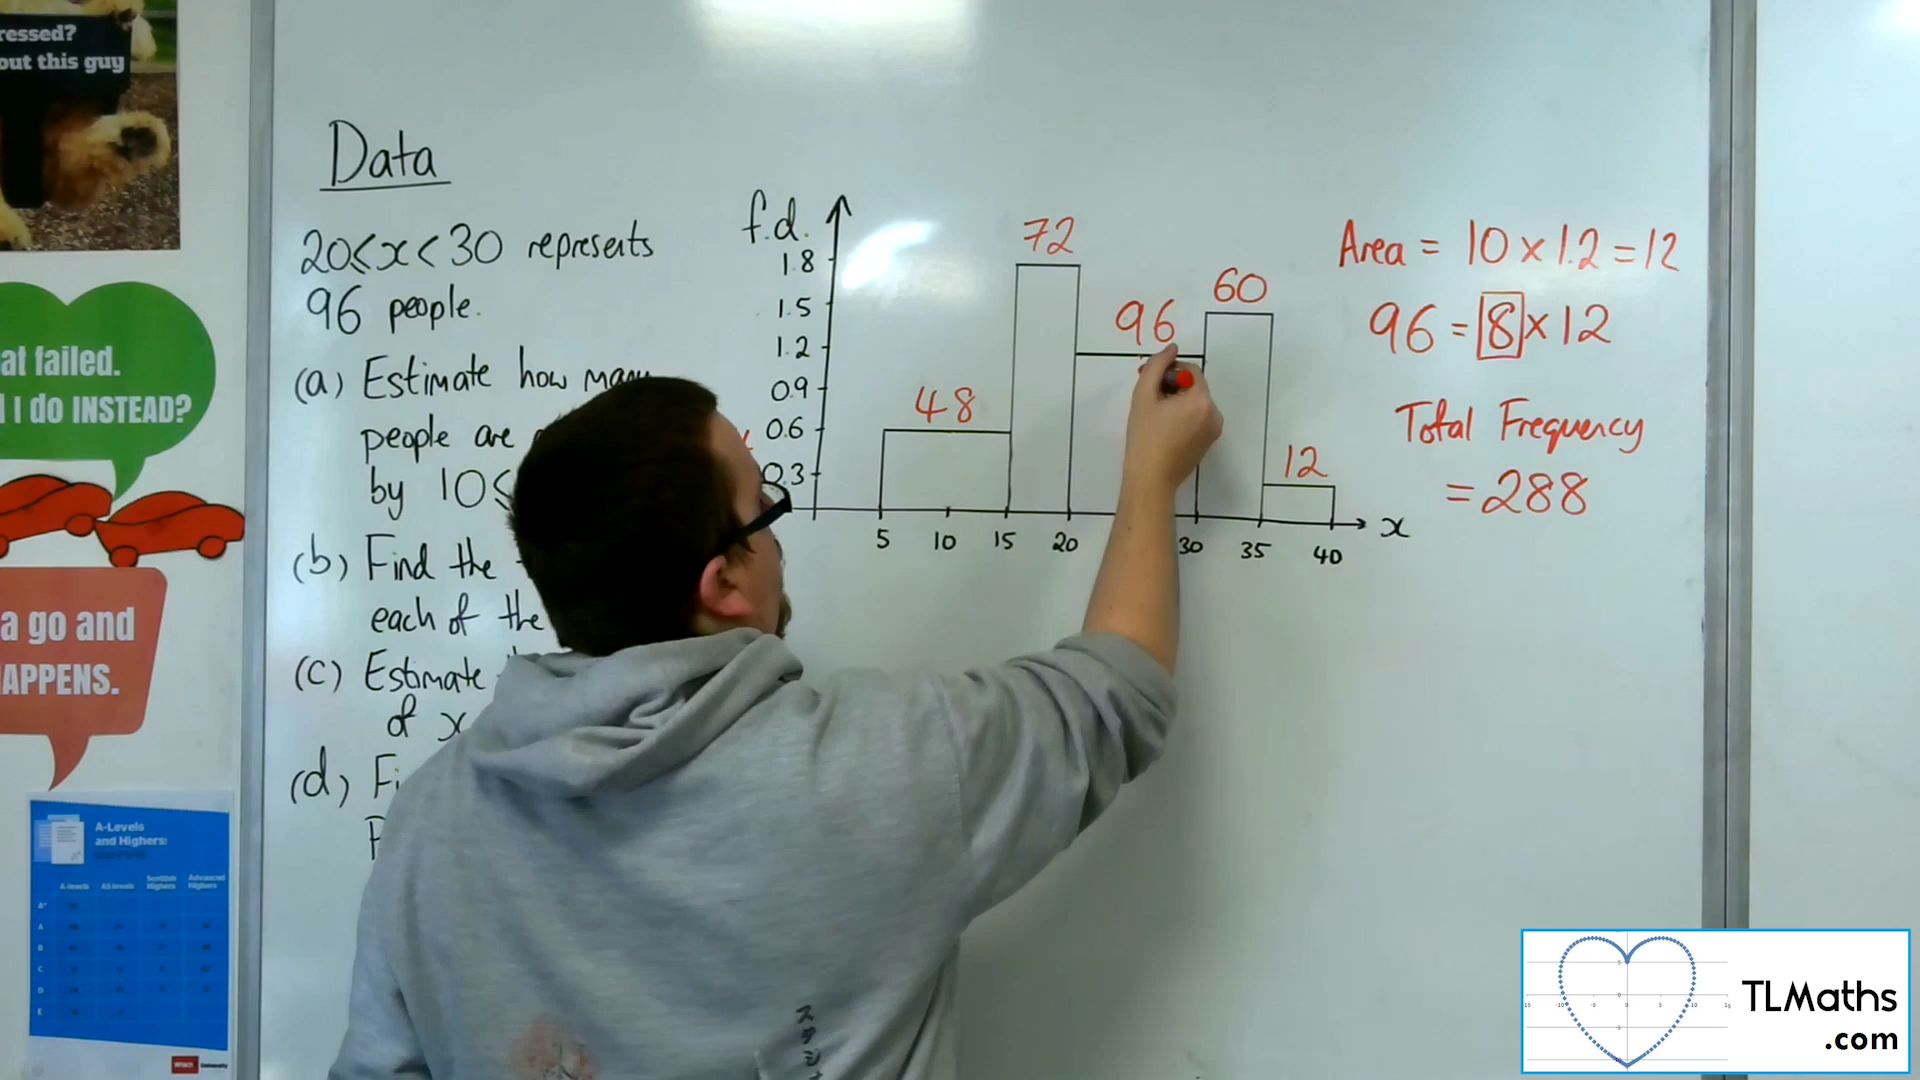 ressed?
out this guy
at failed.
I do INSTEAD?
a go and
APPENS.
A-Levels
and Highers:
Data
20≤x<30 represents
96 people.
(a) Estimate how many
people are
by 10≤
(b) Find the
each of the
(c) Estimate
of x
(d) Fi
f.d.
1.8
1.5
1.2
0.9
0.6
0.3
48
72
96
60
12
5 10 15 20 30 35 40
x
Area = 10 x 1.2 = 12
96 = 8 x 12
Total Frequency
= 288
スタジ
TLMaths
.com